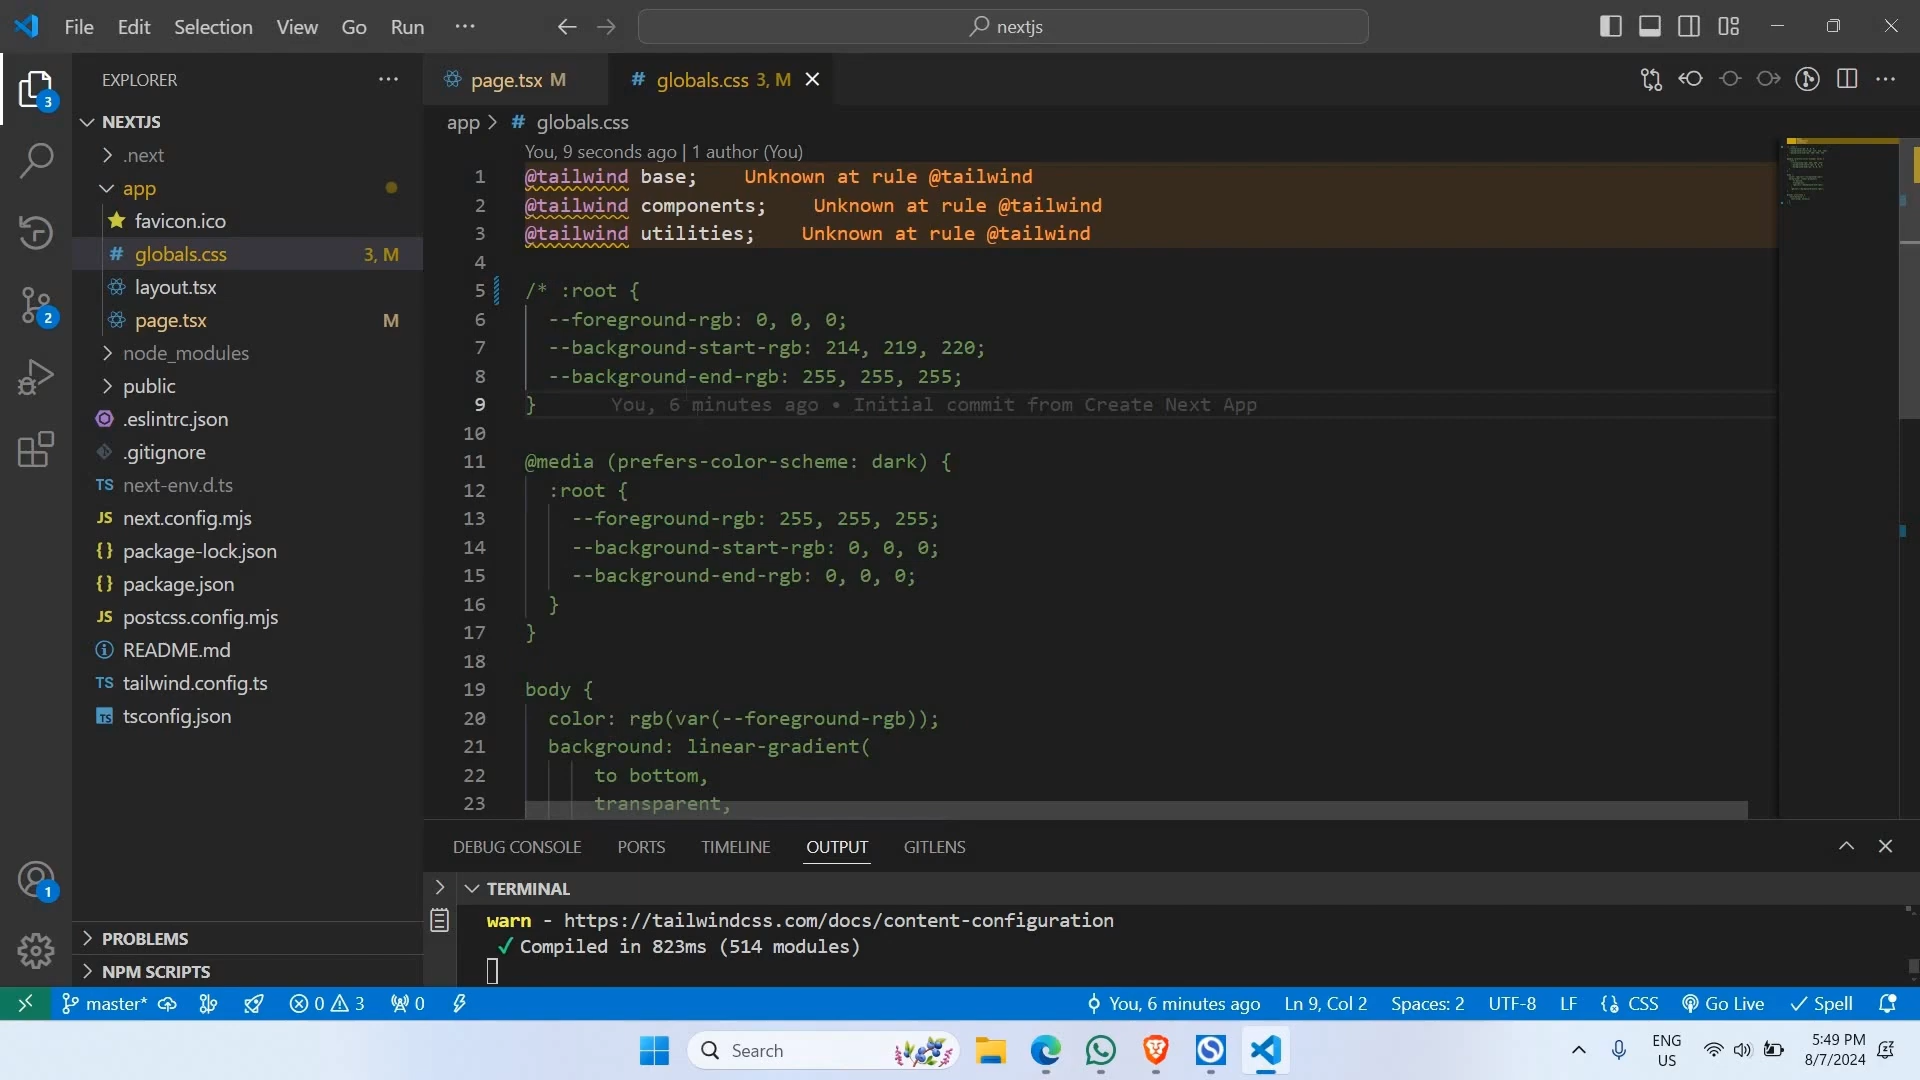 File Edit Selection View Go Run ···
nextjs
EXPLORER
NEXTJS
.next
app
favicon.ico
# globals.css 3, M
layout.tsx
page.tsx M
node_modules
public
.eslintrc.json
.gitignore
TS next-env.d.ts
JS next.config.mjs
{} package-lock.json
{} package.json
JS postcss.config.mjs
README.md
TS tailwind.config.ts
TS tsconfig.json
PROBLEMS
NPM SCRIPTS
3
2
1
page.tsx M
# globals.css 3, M
app > # globals.css
You, 9 seconds ago | 1 author (You)
1 @tailwind base; Unknown at rule @tailwind
2 @tailwind components; Unknown at rule @tailwind
3 @tailwind utilities; Unknown at rule @tailwind
4
5 /* :root {
6 --foreground-rgb: 0, 0, 0;
7 --background-start-rgb: 214, 219, 220;
8 --background-end-rgb: 255, 255, 255;
9 } You, 6 minutes ago • Initial commit from Create Next App
10
11 @media (prefers-color-scheme: dark) {
12 :root {
13 --foreground-rgb: 255, 255, 255;
14 --background-start-rgb: 0, 0, 0;
15 --background-end-rgb: 0, 0, 0;
16 }
17 }
18
19 body {
20 color: rgb(var(--foreground-rgb));
21 background: linear-gradient(
22 to bottom,
23 transparent,
DEBUG CONSOLE PORTS TIMELINE OUTPUT GITLENS
TERMINAL
warn - https://tailwindcss.com/docs/content-configuration
✓ Compiled in 823ms (514 modules)
master* 0 3 0 You, 6 minutes ago Ln 9, Col 2 Spaces: 2 UTF-8 LF {} CSS Go Live Spell
Search
ENG
US
5:49 PM
8/7/2024